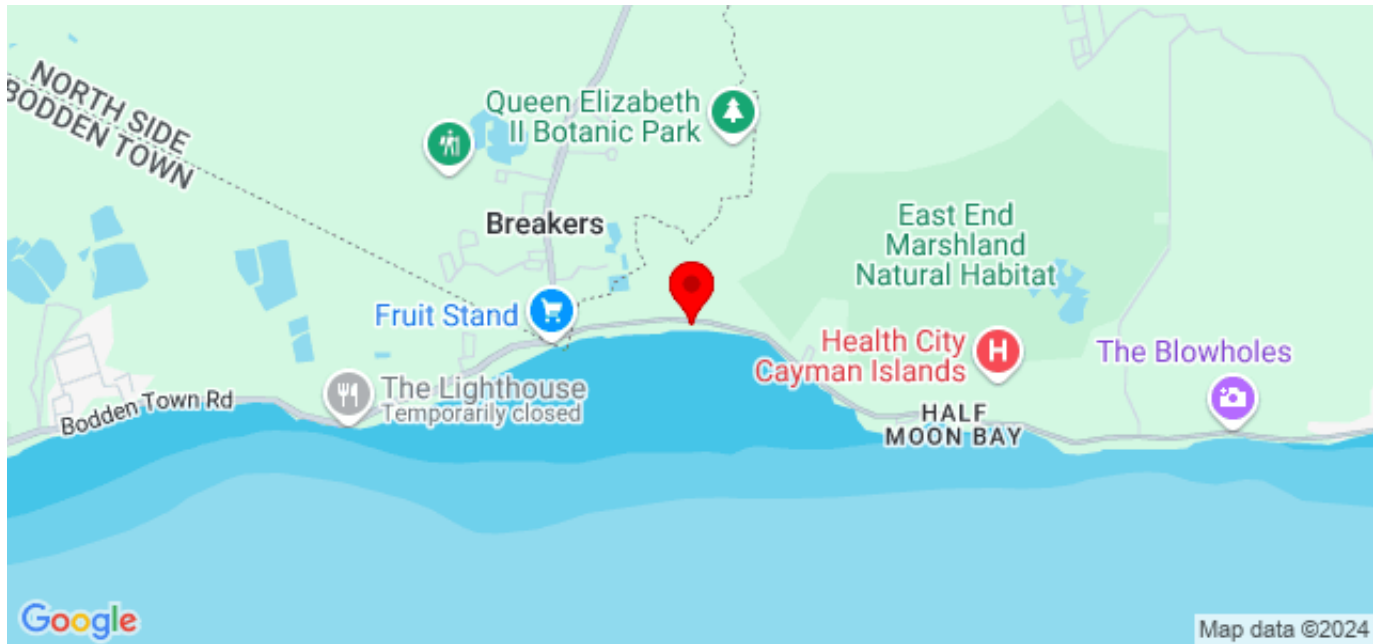 NORTH SIDE
BODDEN TOWN
Queen Elizabeth
II Botanic Park
Breakers
East End
Marshland
Natural Habitat
Fruit Stand
Health City
Cayman Islands
H
The Blowholes
The Lighthouse
Temporarily closed
Bodden Town Rd
HALF
MOON BAY
Google
Map data ©2024